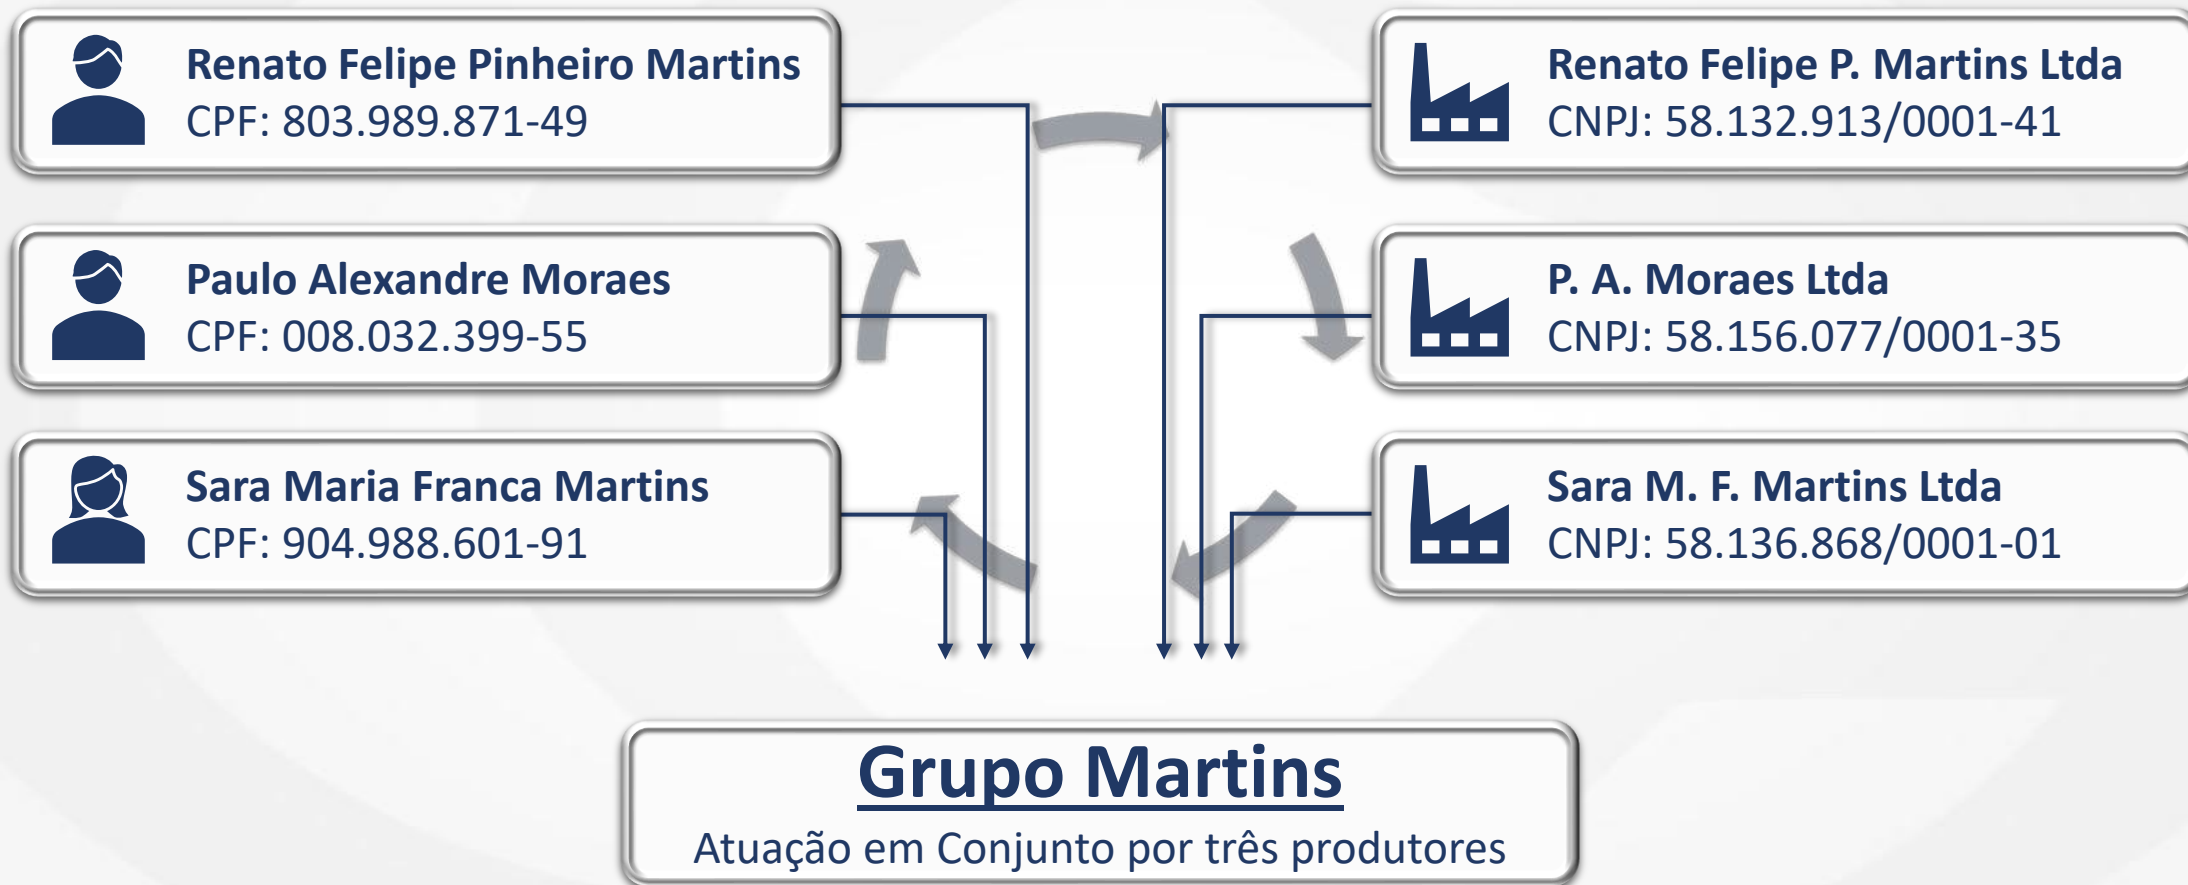 Renato Felipe Pinheiro Martins
CPF: 803.989.871-49
Renato Felipe P. Martins Ltda
CNPJ: 58.132.913/0001-41
Paulo Alexandre Moraes
CPF: 008.032.399-55
P. A. Moraes Ltda
CNPJ: 58.156.077/0001-35
Sara Maria Franca Martins
CPF: 904.988.601-91
Sara M. F. Martins Ltda
CNPJ: 58.136.868/0001-01
Grupo Martins
Atuação em Conjunto por três produtores